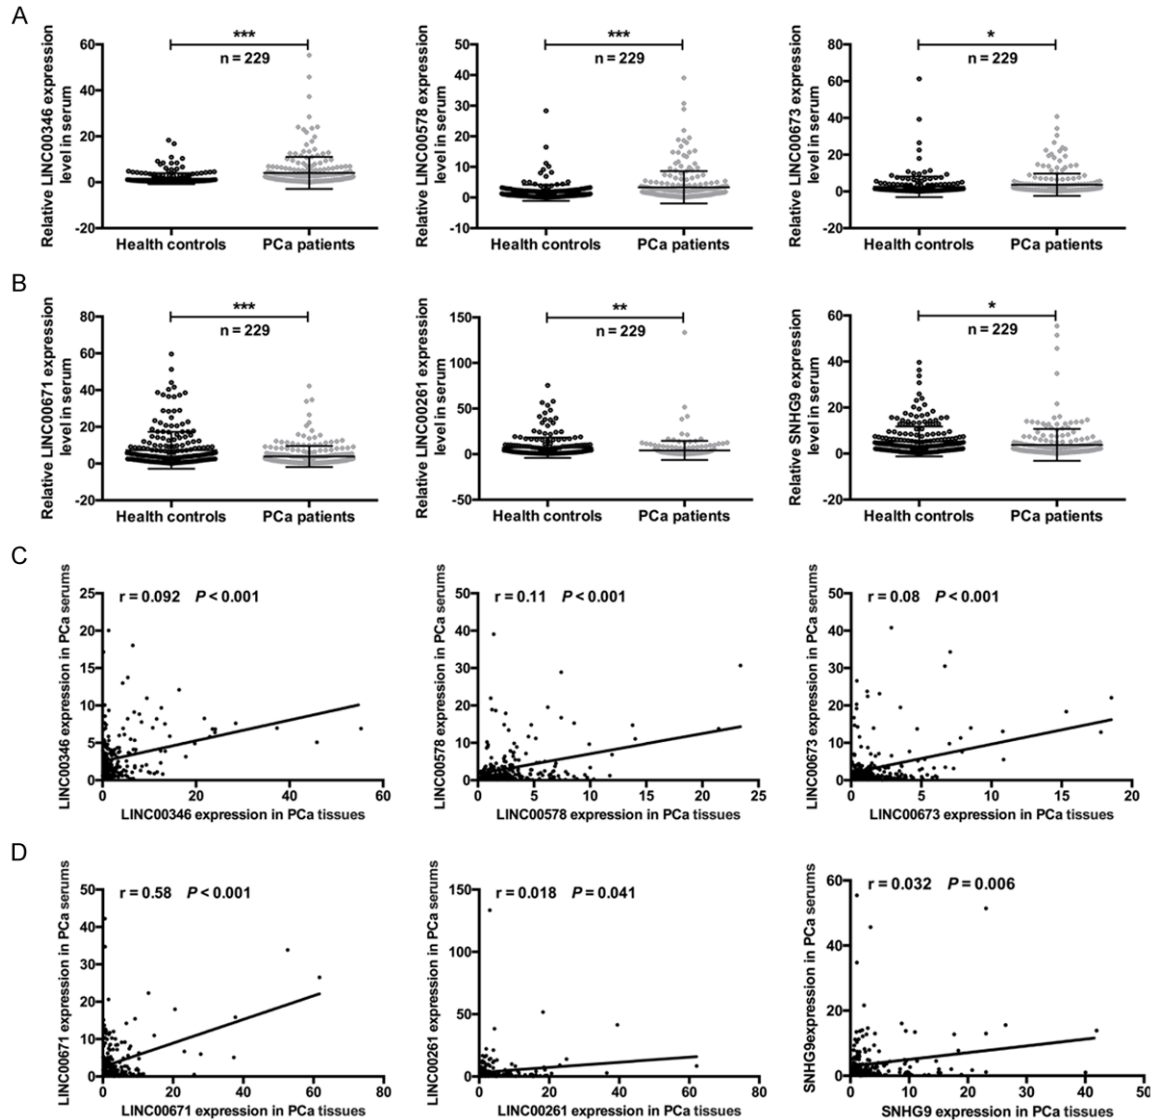 A
Relative LINC00346 expression
level in serum
60
40
20
0
-20
***
n = 229
Health controls
PCa patients
Relative LINC00578 expression
level in serum
50
40
30
20
10
0
-10
***
n = 229
Health controls
PCa patients
Relative LINC00673 expression
level in serum
80
60
40
20
0
-20
*
n = 229
Health controls
PCa patients
B
Relative LINC00671 expression
level in serum
80
60
40
20
0
-20
***
n = 229
Health controls
PCa patients
Relative LINC00261 expression
level in serum
150
100
50
0
-50
**
n = 229
Health controls
PCa patients
Relative SNHG9 expression
level in serum
60
40
20
0
-20
*
n = 229
Health controls
PCa patients
C
LINC00346 expression in PCa serums
25
20
15
10
5
0
r = 0.092 P < 0.001
0 20 40 60
LINC00346 expression in PCa tissues
LINC00578 expression in PCa serums
50
40
30
20
10
0
r = 0.11 P < 0.001
0 5 10 15 20 25
LINC00578 expression in PCa tissues
LINC00673 expression in PCa serums
50
40
30
20
10
0
r = 0.08 P < 0.001
0 5 10 15 20
LINC00673 expression in PCa tissues
D
LINC00671 expression in PCa serums
50
40
30
20
10
0
r = 0.58 P < 0.001
0 20 40 60 80
LINC00671 expression in PCa tissues
LINC00261 expression in PCa serums
150
100
50
0
r = 0.018 P = 0.041
0 20 40 60 80
LINC00261 expression in PCa tissues
SNHG9expression in PCa serums
60
40
20
0
r = 0.032 P = 0.006
0 10 20 30 40 50
SNHG9 expression in PCa tissues